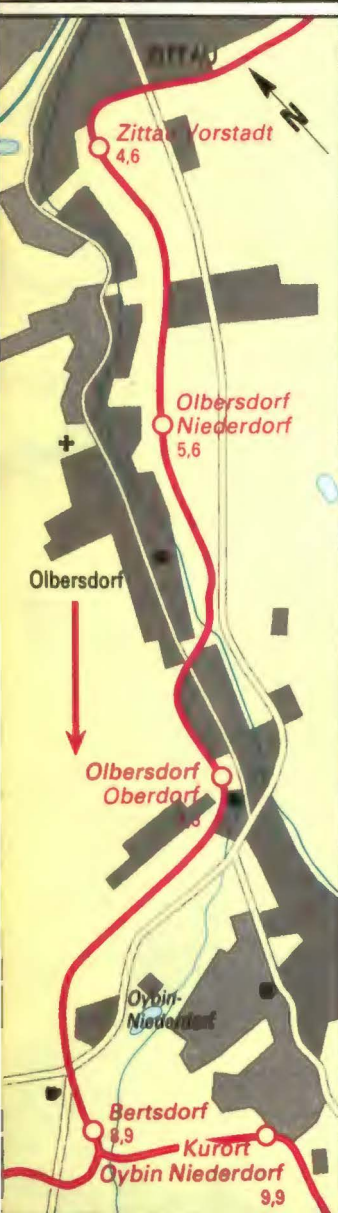 ZITTAU
N
Zittau Vorstadt
4,6
Olbersdorf
Niederdorf
5,6
Olbersdorf
Olbersdorf
Oberdorf
Oybin-
Niederdorf
Bertsdorf
8,9
Kurort
Oybin Niederdorf
9,9